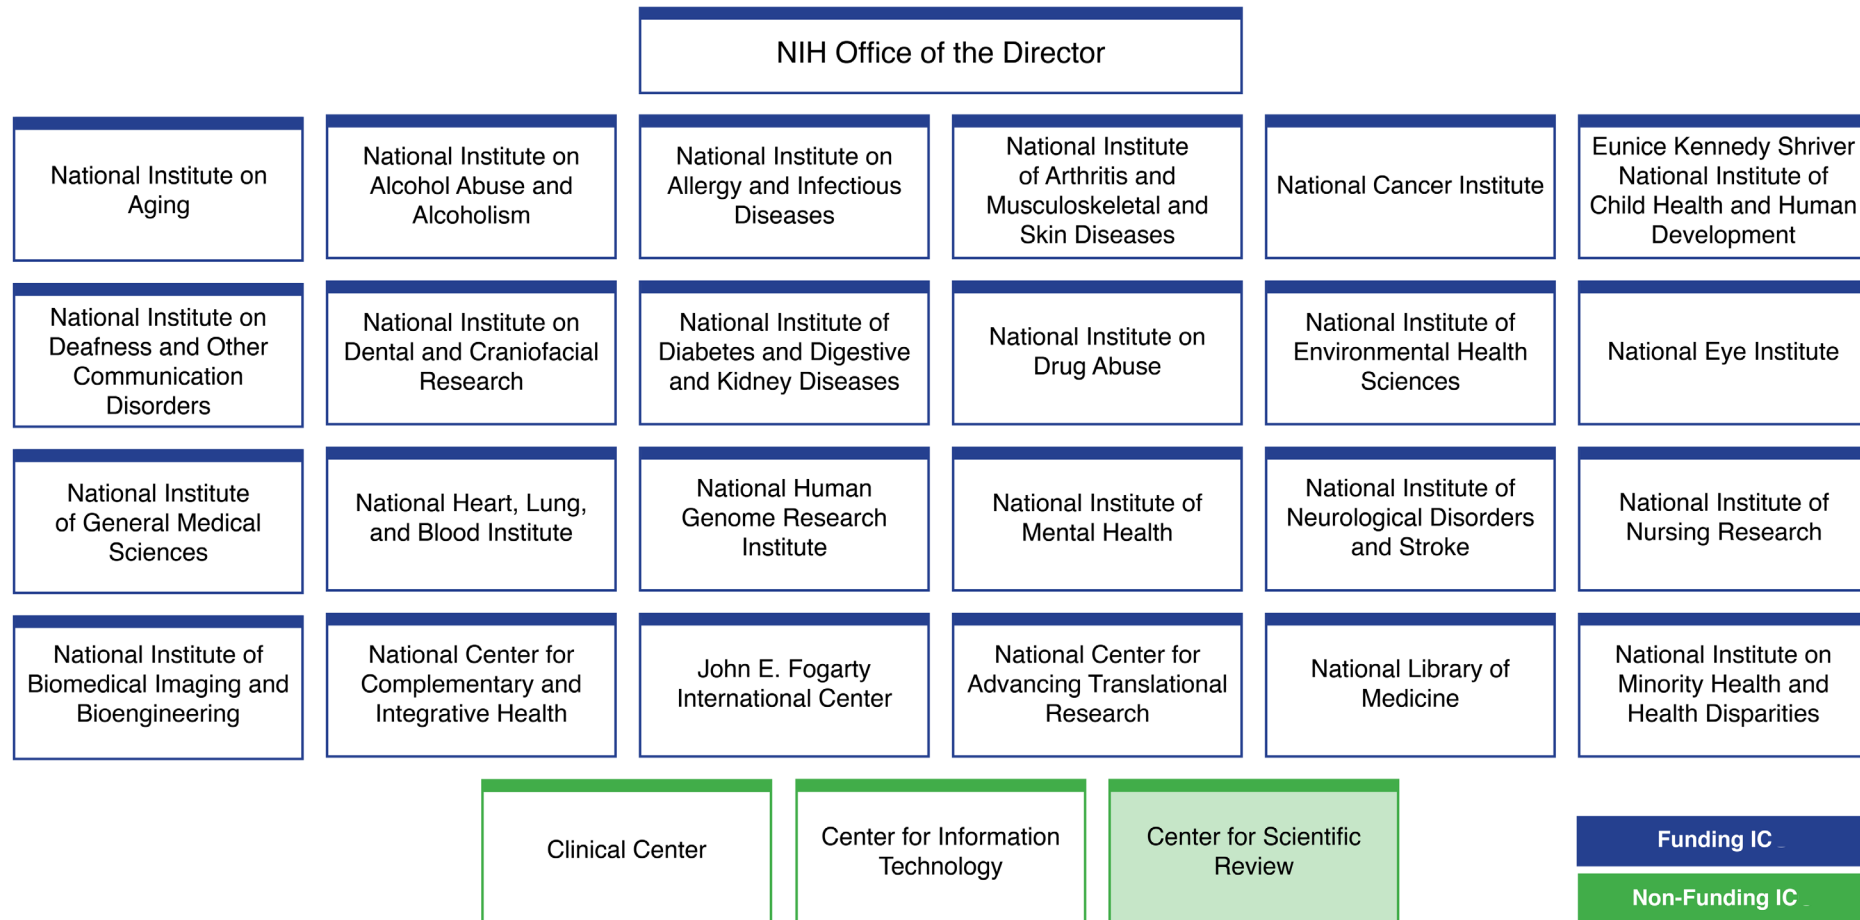 NIH Office of the Director
National Institute on
Aging
National Institute on
Alcohol Abuse and
Alcoholism
National Institute on
Allergy and Infectious
Diseases
National Institute
of Arthritis and
Musculoskeletal and
Skin Diseases
National Cancer Institute
Eunice Kennedy Shriver
National Institute of
Child Health and Human
Development
National Institute on
Deafness and Other
Communication
Disorders
National Institute on
Dental and Craniofacial
Research
National Institute of
Diabetes and Digestive
and Kidney Diseases
National Institute on
Drug Abuse
National Institute of
Environmental Health
Sciences
National Eye Institute
National Institute
of General Medical
Sciences
National Heart, Lung,
and Blood Institute
National Human
Genome Research
Institute
National Institute of
Mental Health
National Institute of
Neurological Disorders
and Stroke
National Institute of
Nursing Research
National Institute of
Biomedical Imaging and
Bioengineering
National Center for
Complementary and
Integrative Health
John E. Fogarty
International Center
National Center for
Advancing Translational
Research
National Library of
Medicine
National Institute on
Minority Health and
Health Disparities
Clinical Center
Center for Information
Technology
Center for Scientific
Review
Funding IC
Non-Funding IC